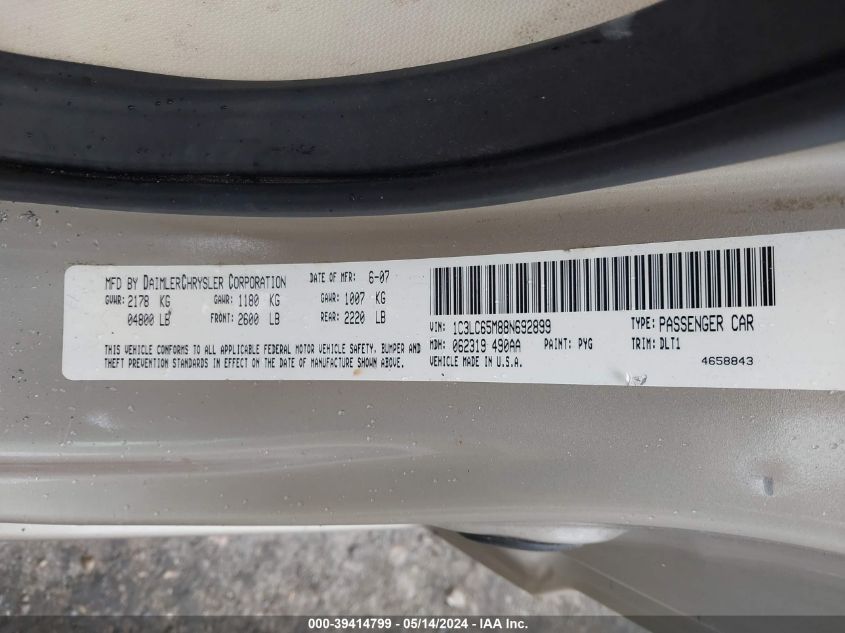 MFD BY DAIMLERCHRYSLER CORPORATION DATE OF MFR: 6-07
GVWR: 2178 KG GAWR: 1180 KG GAWR: 1007 KG
04800 LB FRONT: 2600 LB REAR: 2220 LB
THIS VEHICLE CONFORMS TO ALL APPLICABLE FEDERAL MOTOR VEHICLE SAFETY, BUMPER AND
THEFT PREVENTION STANDARDS IN EFFECT ON THE DATE OF MANUFACTURE SHOWN ABOVE.
VIN: 1C3LC65M88N692899 TYPE: PASSENGER CAR
MDH: 062319 490AA PAINT: PYG TRIM: DLT1
VEHICLE MADE IN U.S.A. 4658843
000-39414799 - 05/14/2024 - IAA Inc.